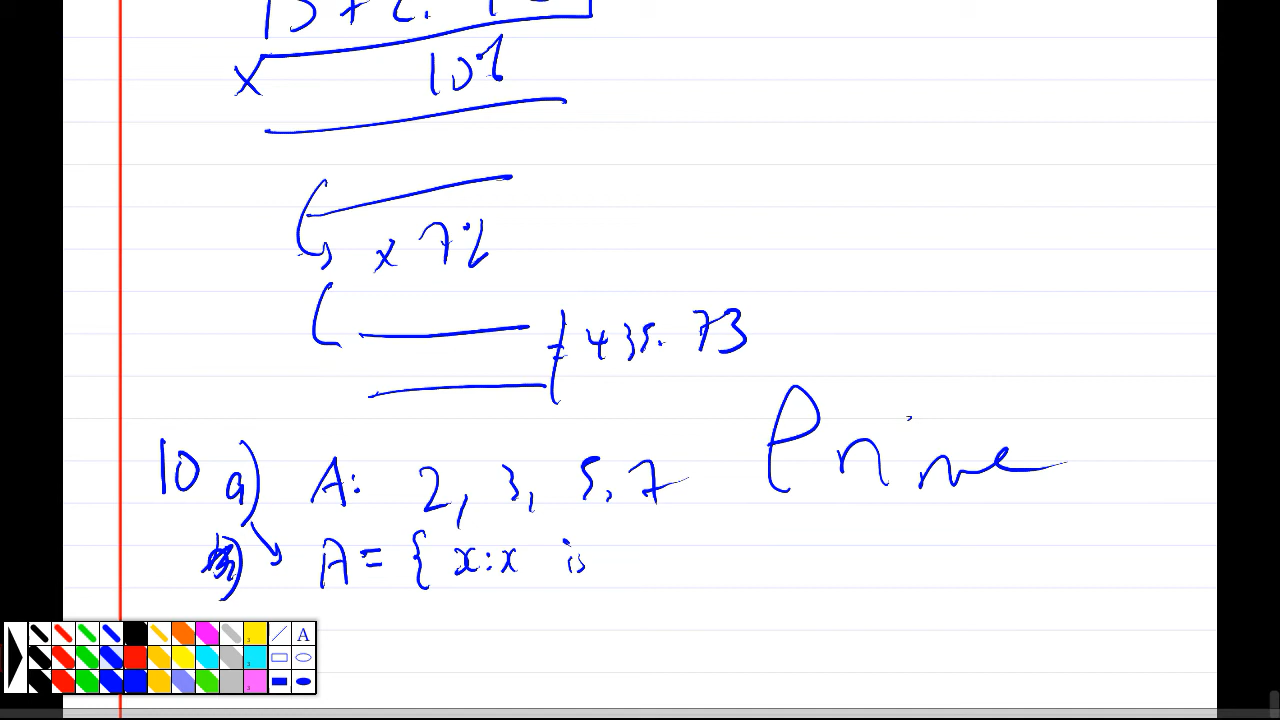 x 10%
x 7%
435.73
10 a) A: 2, 3, 5, 7 Prime
A = { x:x is
A